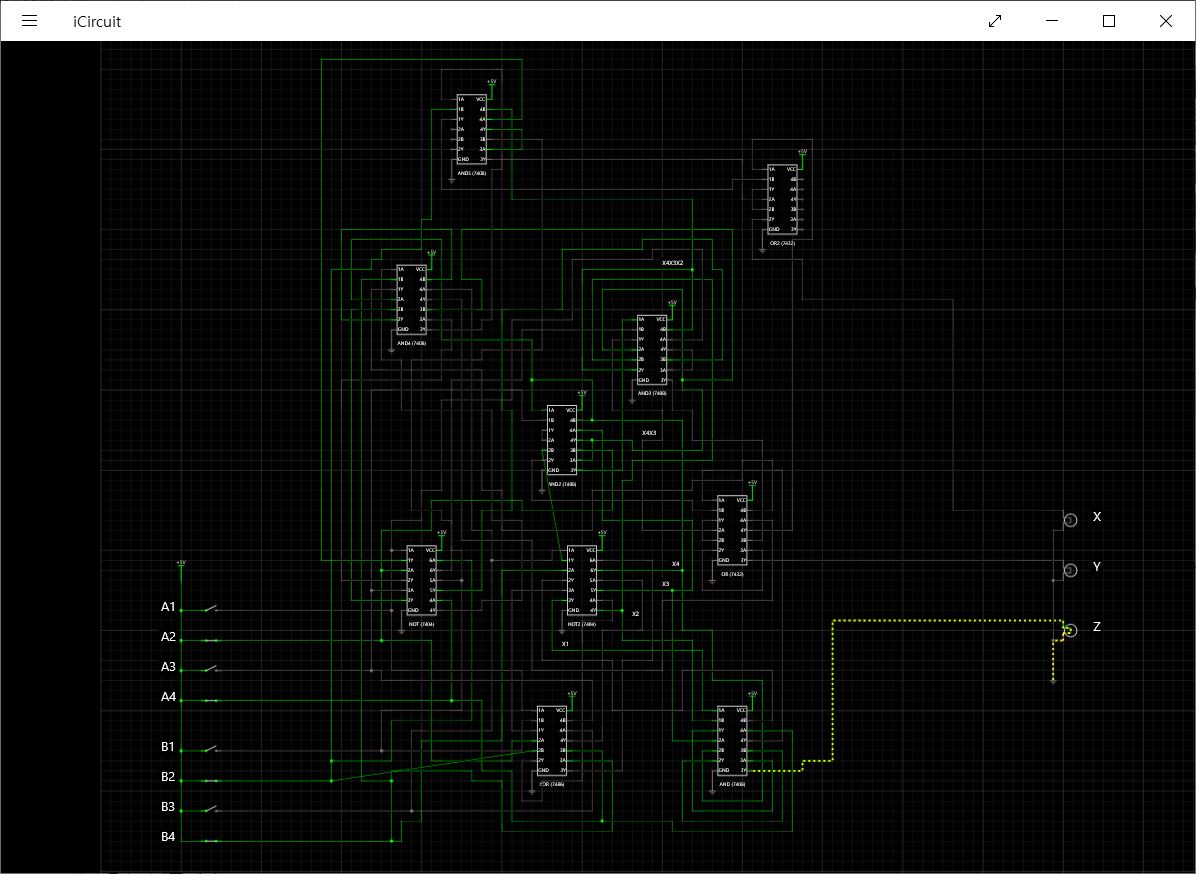 iCircuit
+5V
1A VCC
1B 4B
1Y 4A
2A 4Y
2B 3B
2Y 3A
GND 3Y
AND5 (7408)
+5V
1A VCC
1B 4B
1Y 4A
2A 4Y
2B 3B
2Y 3A
GND 3Y
OR2 (7432)
+5V
1A VCC
1B 4B
1Y 4A
2A 4Y
2B 3B
2Y 3A
GND 3Y
AND4 (7408)
X4X3X2
+5V
1A VCC
1B 4B
1Y 4A
2A 4Y
2B 3B
2Y 3A
GND 3Y
AND3 (7408)
+5V
1A VCC
1B 4B
1Y 4A
2A 4Y
2B 3B
2Y 3A
GND 3Y
AND2 (7408)
X4X3
+5V
1A VCC
1B 4B
1Y 4A
2A 4Y
2B 3B
2Y 3A
GND 3Y
OR (7432)
X
Y
Z
+5V
1A VCC
1Y 6A
2A 6Y
2Y 5A
3A 5Y
3Y 4A
GND 4Y
NOT (7404)
+5V
1A VCC
1Y 6A
2A 6Y
2Y 5A
3A 5Y
3Y 4A
GND 4Y
NOT2 (7404)
X4
X3
X2
X1
+5V
A1
A2
A3
A4
B1
B2
B3
B4
+5V
1A VCC
1B 4B
1Y 4A
2A 4Y
2B 3B
2Y 3A
GND 3Y
+5V
1A VCC
1B 4B
1Y 4A
2A 4Y
2B 3B
2Y 3A
GND 3Y
AND (7408)